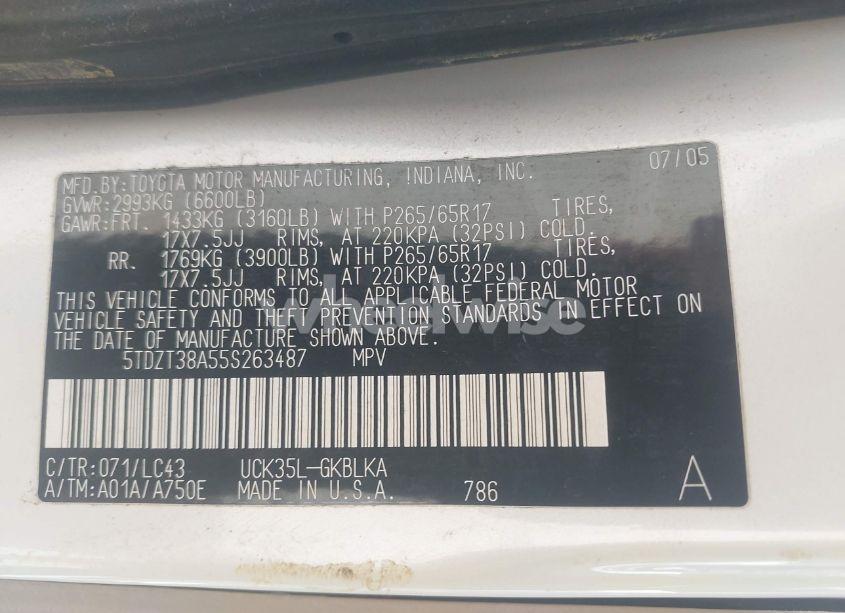 MFD.BY:TOYOTA MOTOR MANUFACTURING, INDIANA, INC. 07/05
GVWR:2993KG (6600LB)
GAWR:FRT. 1433KG (3160LB) WITH P265/65R17 TIRES,
17X7.5JJ RIMS, AT 220KPA (32PSI) COLD.
RR. 1769KG (3900LB) WITH P265/65R17 TIRES,
17X7.5JJ RIMS, AT 220KPA (32PSI) COLD.
THIS VEHICLE CONFORMS TO ALL APPLICABLE FEDERAL MOTOR
VEHICLE SAFETY AND THEFT PREVENTION STANDARDS IN EFFECT ON
THE DATE OF MANUFACTURE SHOWN ABOVE.
wheelwise
5TDZT38A55S263487 MPV
C/TR:071/LC43 UCK35L-GKBLKA
A/TM:A01A/A750E MADE IN U.S.A. 786 A